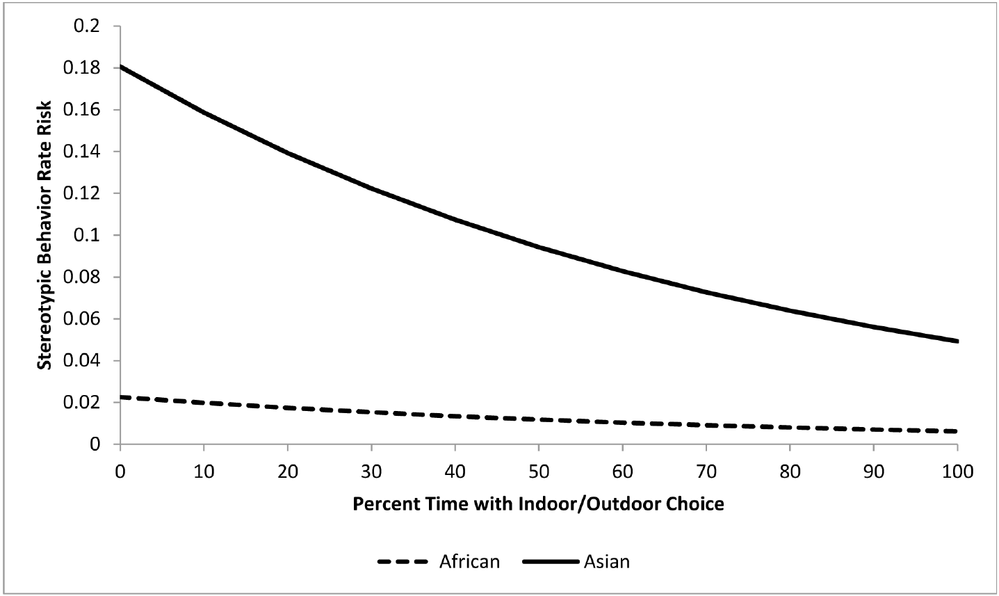 0.2
0.18
0.16
0.14
0.12
0.1
0.08
0.06
0.04
0.02
0
Stereotypic Behavior Rate Risk
0 10 20 30 40 50 60 70 80 90 100
Percent Time with Indoor/Outdoor Choice
African Asian